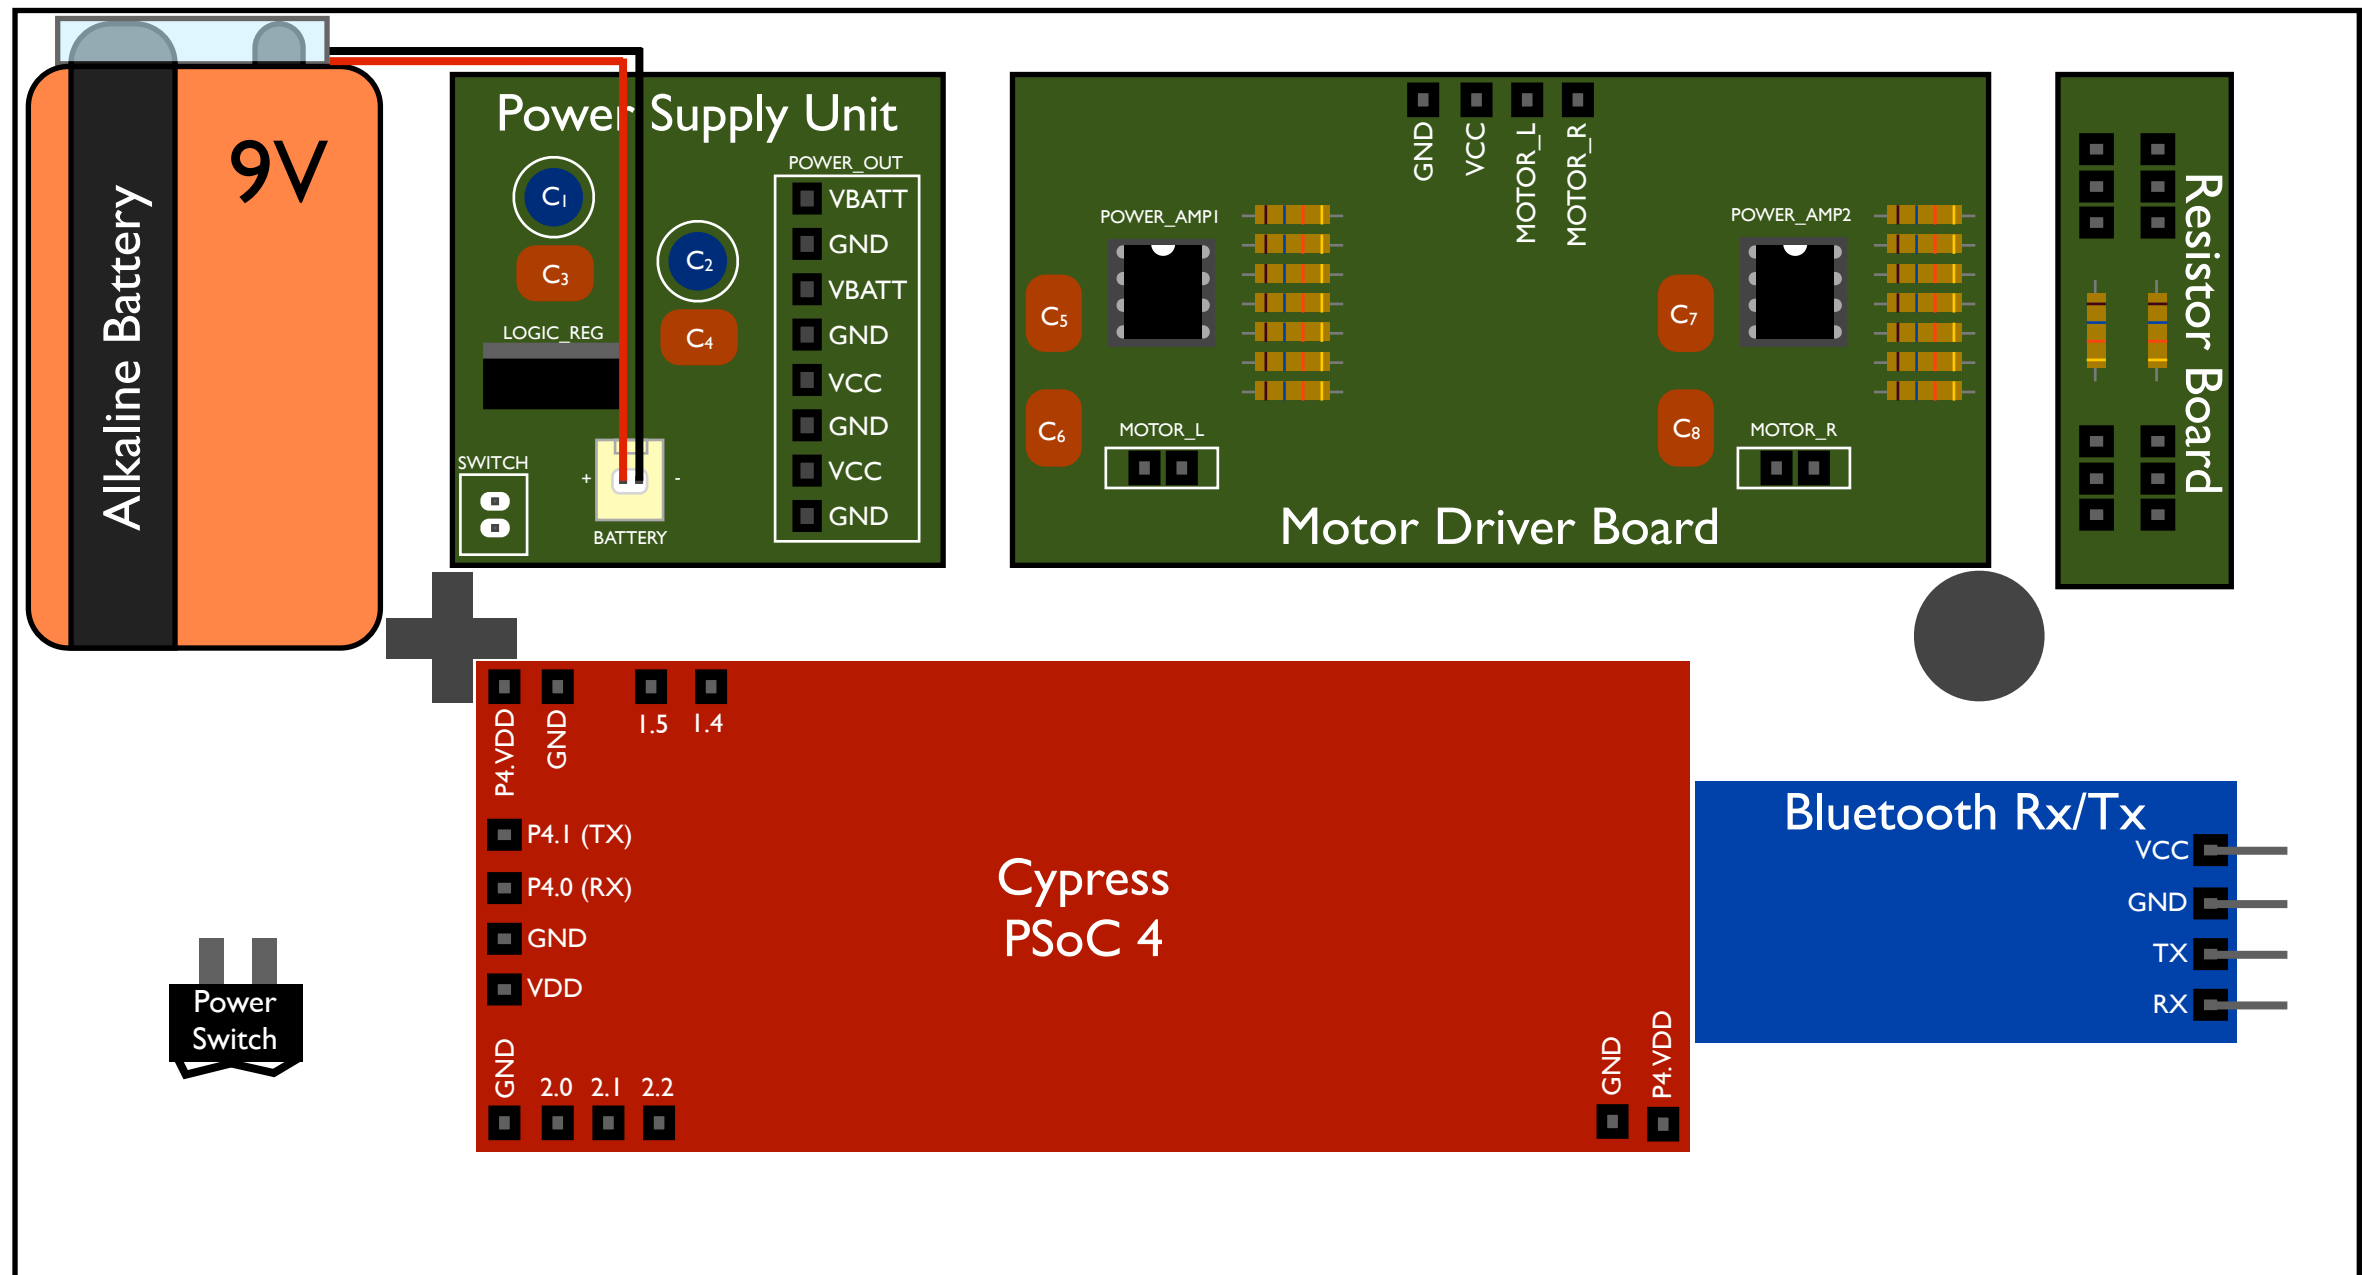 9V
Alkaline Battery
Power Supply Unit
POWER_OUT
C1
C2
C3
C4
LOGIC_REG
VBATT
GND
VBATT
GND
VCC
GND
VCC
GND
SWITCH
+
-
BATTERY
GND
VCC
MOTOR_L
MOTOR_R
POWER_AMP1
POWER_AMP2
C5
C6
C7
C8
MOTOR_L
MOTOR_R
Motor Driver Board
Resistor Board
P4.VDD
GND
1.5
1.4
P4.1 (TX)
P4.0 (RX)
GND
VDD
GND
2.0
2.1
2.2
Cypress
PSoC 4
GND
P4.VDD
Bluetooth Rx/Tx
VCC
GND
TX
RX
Power
Switch